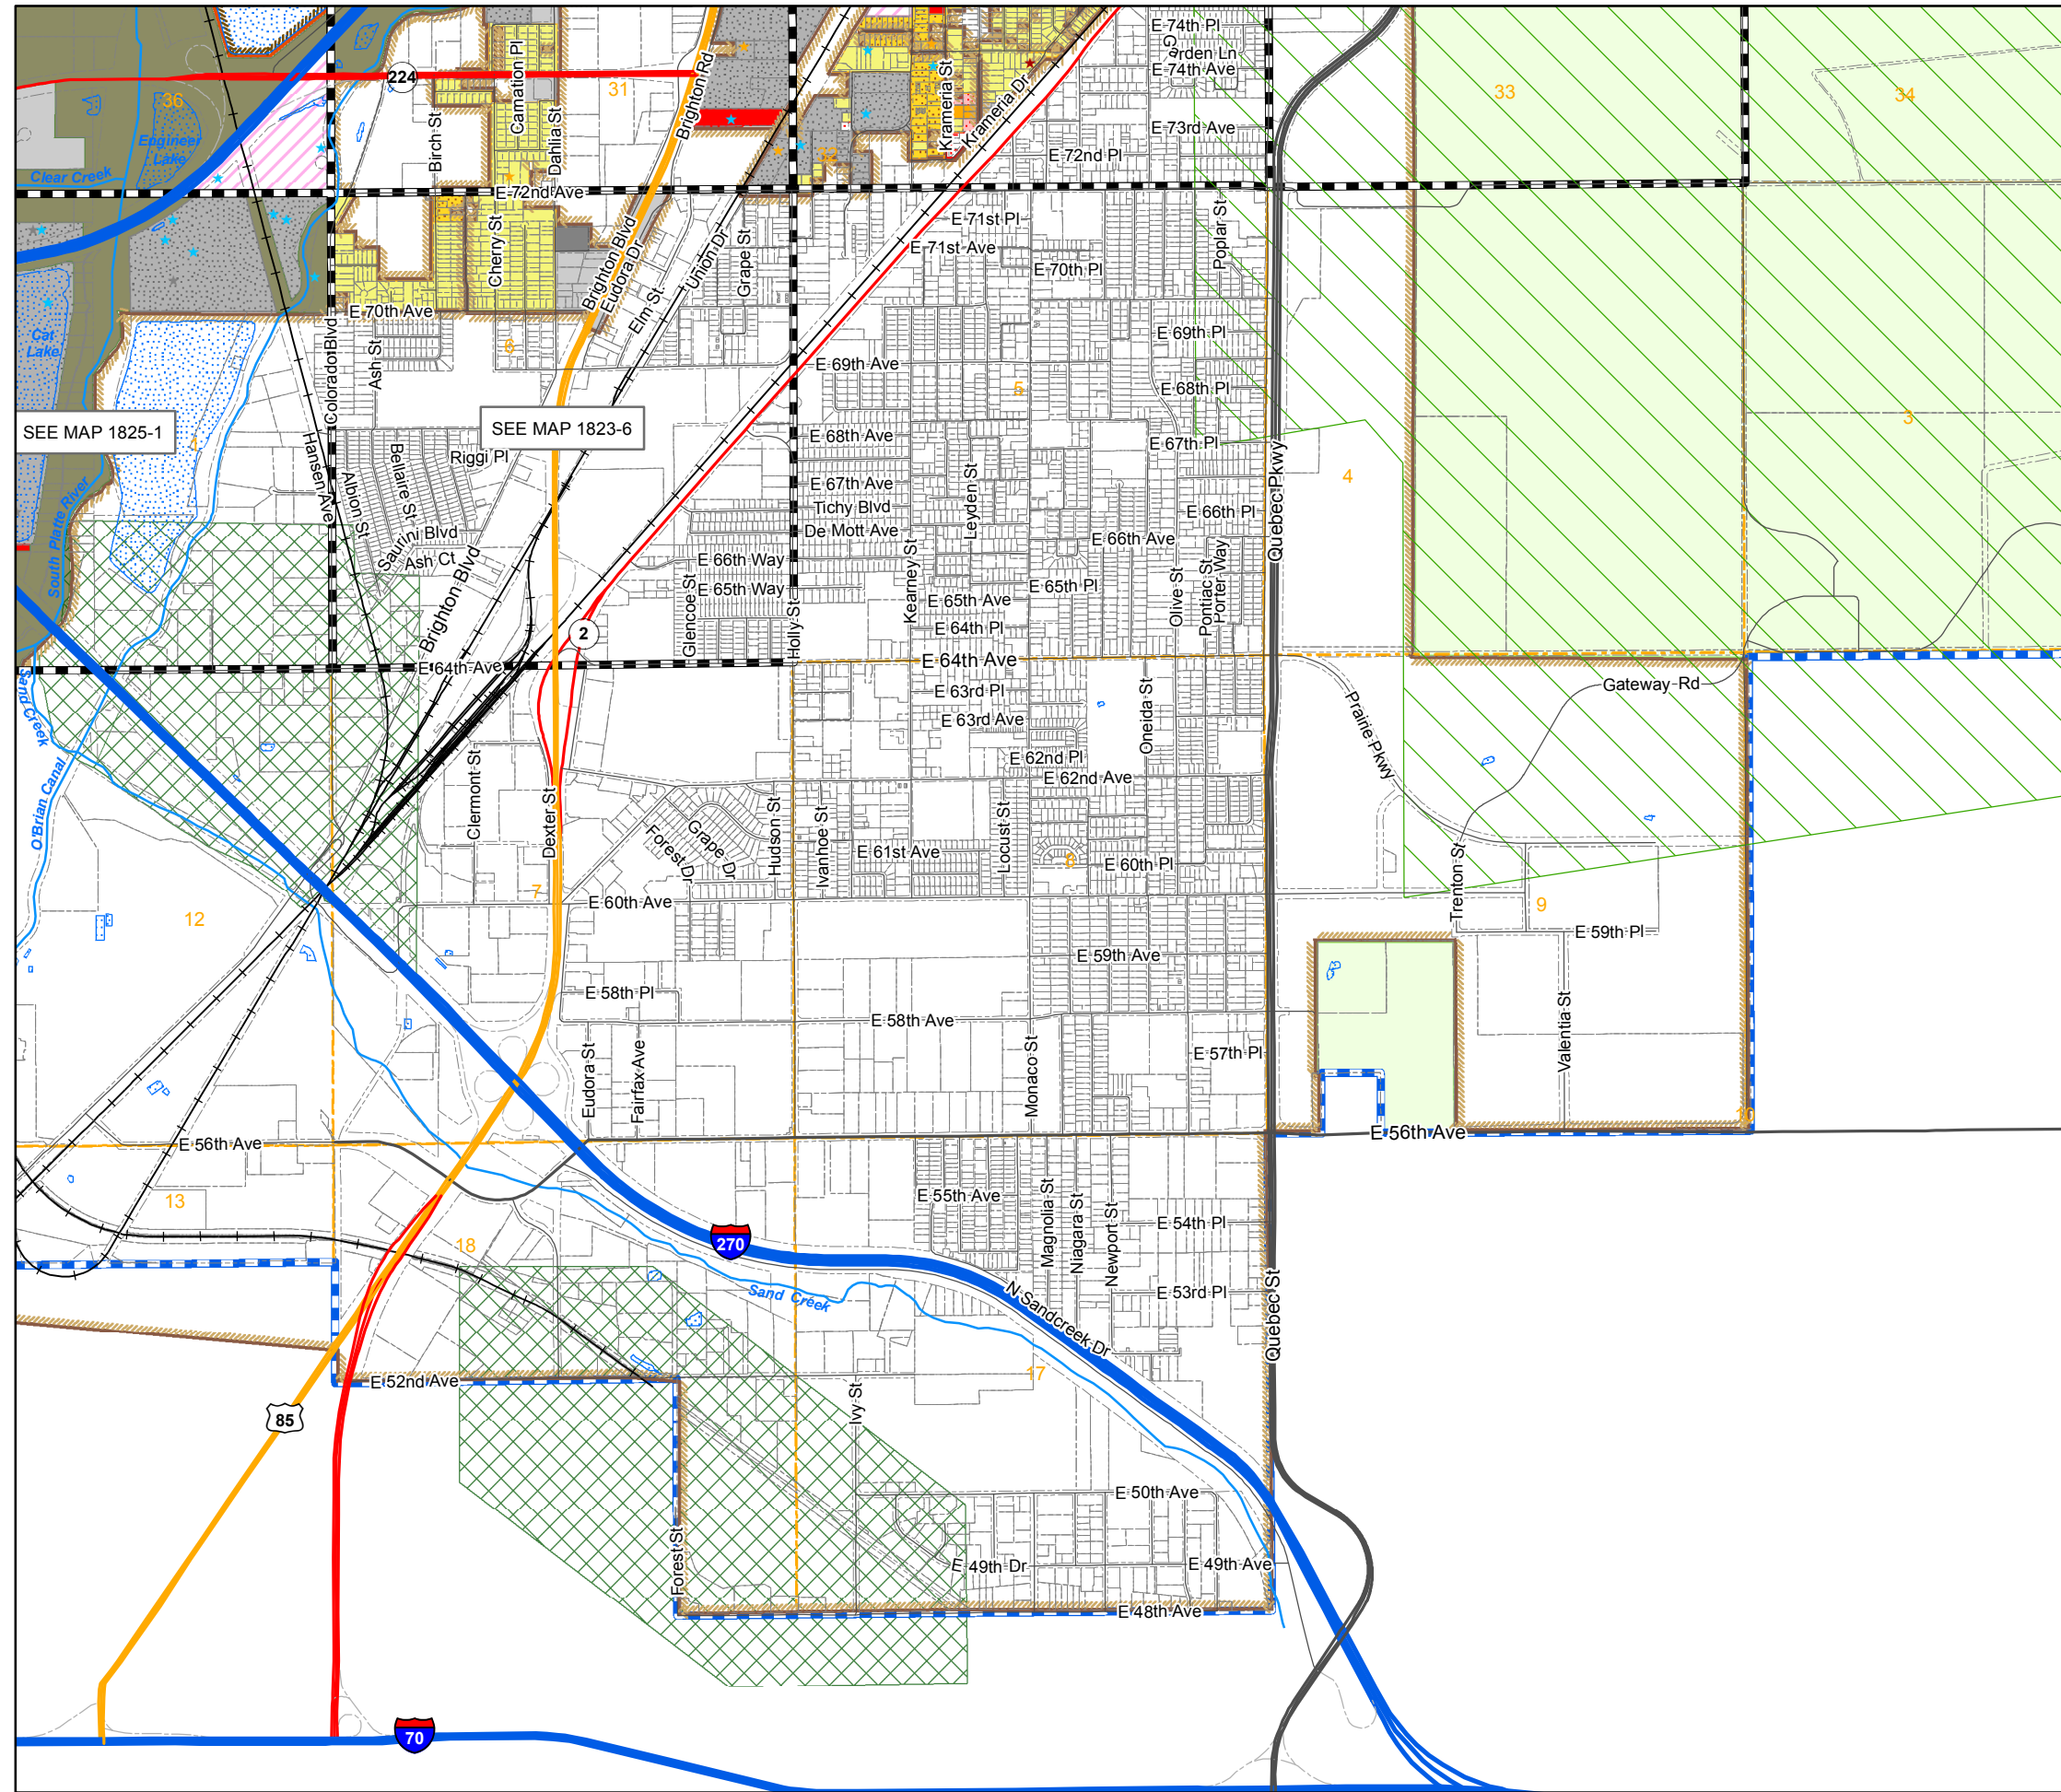 E 74th Pl
Garden Ln
E 74th Ave
224
36
31
33
34
Carnation Pl
Birch St
Dahlia St
Brighton Rd
Krameria St
Krameria Dr
E 73rd Ave
E 72nd Pl
32
Engineer
Lake
Clear Creek
E 72nd Ave
Cherry St
Brighton Blvd
Eudora Dr
Elm St
Union Dr
Grape St
E 71st Pl
E 71st Ave
E 70th Pl
Poplar St
Cat
Lake
Colorado Blvd
E 70th Ave
Ash St
6
E 69th Pl
E 69th Ave
5
E 68th Pl
3
SEE MAP 1825-1
1
SEE MAP 1823-6
E 68th Ave
E 67th Pl
Hansen Ave
Albion St
Bellaire St
Riggi Pl
Leyden St
4
E 67th Ave
Tichy Blvd
De Mott Ave
E 66th Pl
E 66th Ave
Quebec Pkwy
South Platte River
Saurini Blvd
Ash Ct
Brighton Blvd
E 66th Way
E 65th Way
Glencoe St
Holly St
Kearney St
E 65th Pl
E 65th Ave
E 64th Pl
Olive St
Pontiac St
Porter Way
2
E 64th Ave
E 64th Ave
Sand Creek
E 63rd Pl
E 63rd Ave
Oneida St
Prairie Pkwy
Gateway Rd
E 62nd Pl
E 62nd Ave
O'Brian Canal
Clermont St
Dexter St
Forest Dr
Grape Dr
Hudson St
Ivanhoe St
E 61st Ave
Locust St
8
E 60th Pl
Trenton St
7
E 60th Ave
12
9
E 59th Pl
E 59th Ave
E 58th Pl
E 58th Ave
Eudora St
Fairfax Ave
Monaco St
E 57th Pl
Valentia St
10
E 56th Ave
E 56th Ave
13
18
270
E 55th Ave
Magnolia St
Niagara St
Newport St
E 54th Pl
E 53rd Pl
Sand Creek
N Sandcreek Dr
Quebec St
17
E 52nd Ave
85
Ivy St
E 50th Ave
Forest St
E 49th Dr
E 49th Ave
E 48th Ave
70